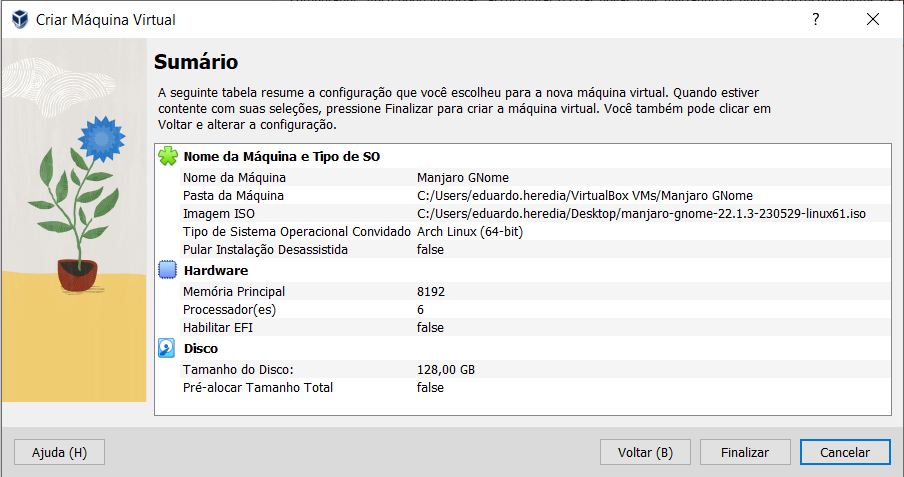 Criar Máquina Virtual
?
Sumário
A seguinte tabela resume a configuração que você escolheu para a nova máquina virtual. Quando estiver
contente com suas seleções, pressione Finalizar para criar a máquina virtual. Você também pode clicar em
Voltar e alterar a configuração.
Nome da Máquina e Tipo de SO
Nome da Máquina Manjaro GNome
Pasta da Máquina C:/Users/eduardo.heredia/VirtualBox VMs/Manjaro GNome
Imagem ISO C:/Users/eduardo.heredia/Desktop/manjaro-gnome-22.1.3-230529-linux61.iso
Tipo de Sistema Operacional Convidado Arch Linux (64-bit)
Pular Instalação Desassistida false
Hardware
Memória Principal 8192
Processador(es) 6
Habilitar EFI false
Disco
Tamanho do Disco: 128,00 GB
Pré-alocar Tamanho Total false
Ajuda (H) Voltar (B) Finalizar Cancelar